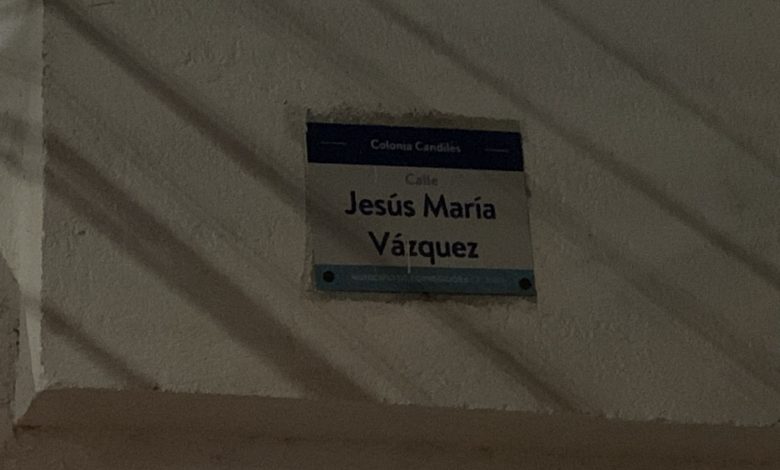 Colonia Candiles
Calle
Jesús María
Vázquez